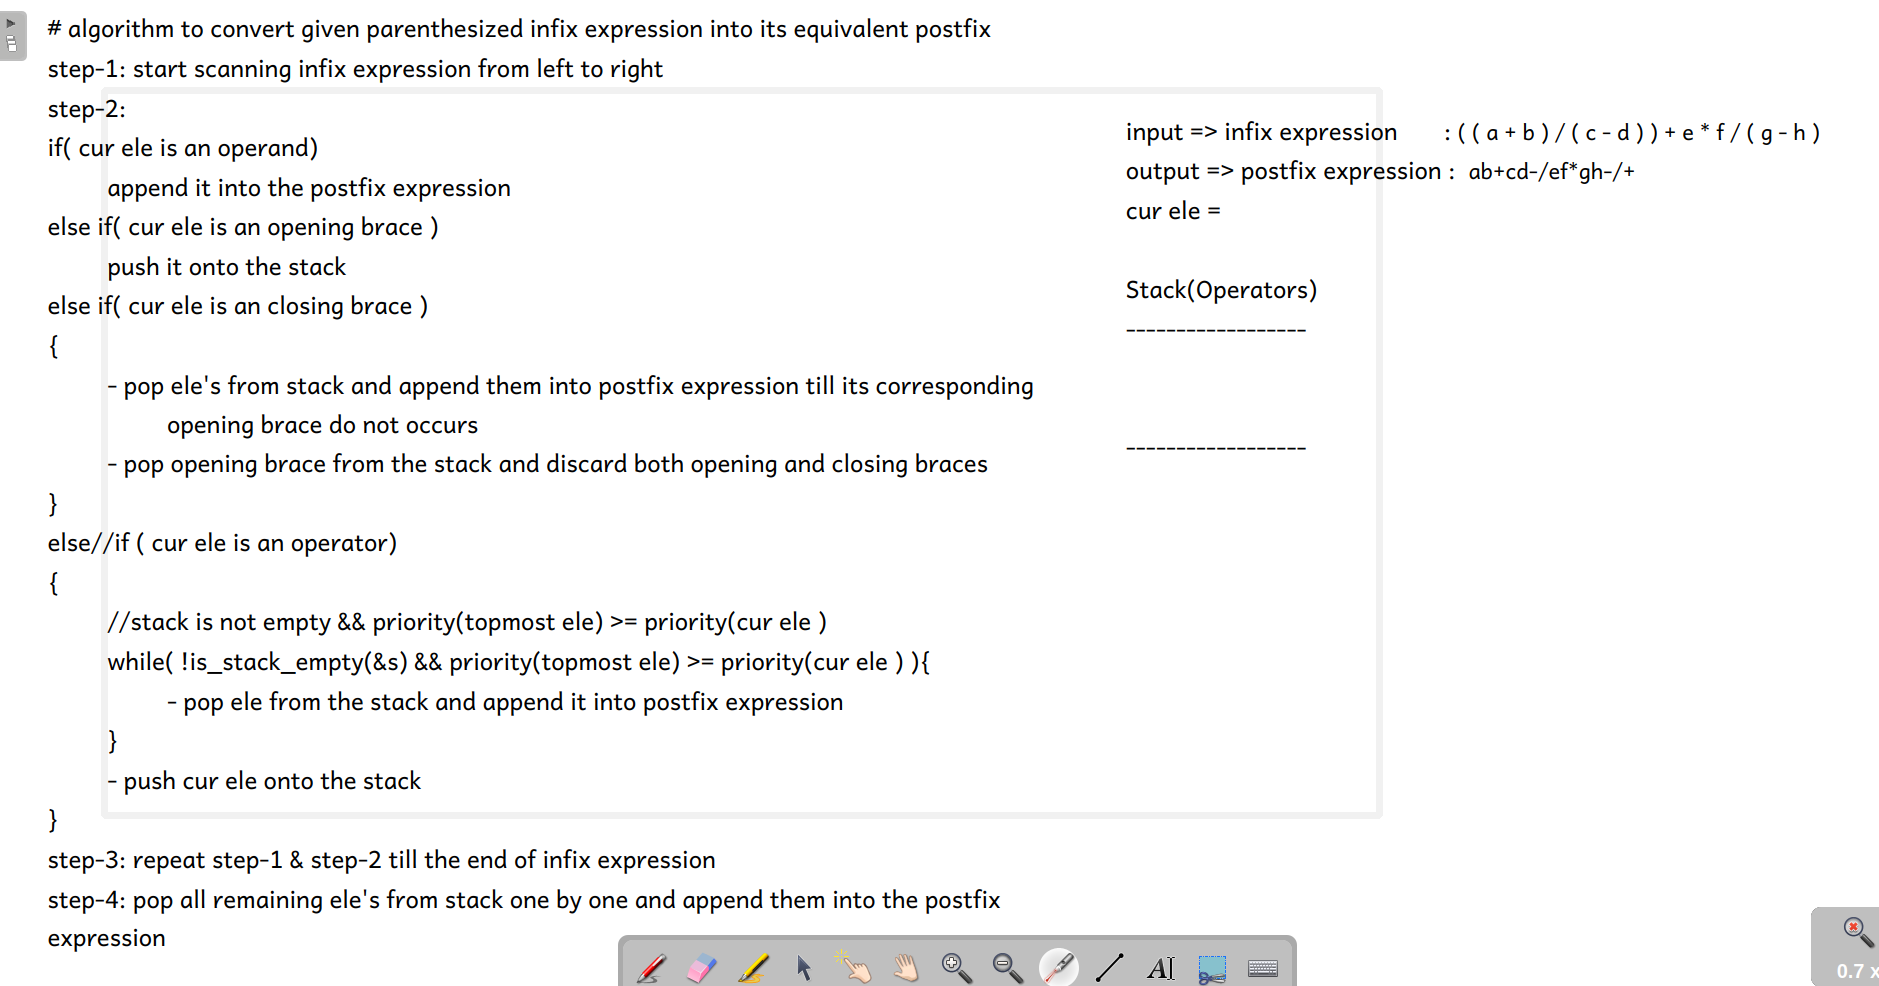 # algorithm to convert given parenthesized infix expression into its equivalent postfix
step-1: start scanning infix expression from left to right
step-2:
if( cur ele is an operand)
append it into the postfix expression
else if( cur ele is an opening brace )
push it onto the stack
else if( cur ele is an closing brace )
{
- pop ele's from stack and append them into postfix expression till its corresponding
opening brace do not occurs
- pop opening brace from the stack and discard both opening and closing braces
}
else//if ( cur ele is an operator)
{
//stack is not empty && priority(topmost ele) >= priority(cur ele )
while( !is_stack_empty(&s) && priority(topmost ele) >= priority(cur ele ) ){
- pop ele from the stack and append it into postfix expression
}
- push cur ele onto the stack
}
step-3: repeat step-1 & step-2 till the end of infix expression
step-4: pop all remaining ele's from stack one by one and append them into the postfix
expression
input => infix expression : ( ( a + b ) / ( c - d ) ) + e * f / ( g - h )
output => postfix expression : ab+cd-/ef*gh-/+
cur ele =
Stack(Operators)
------------------
------------------
AI
0.7 x